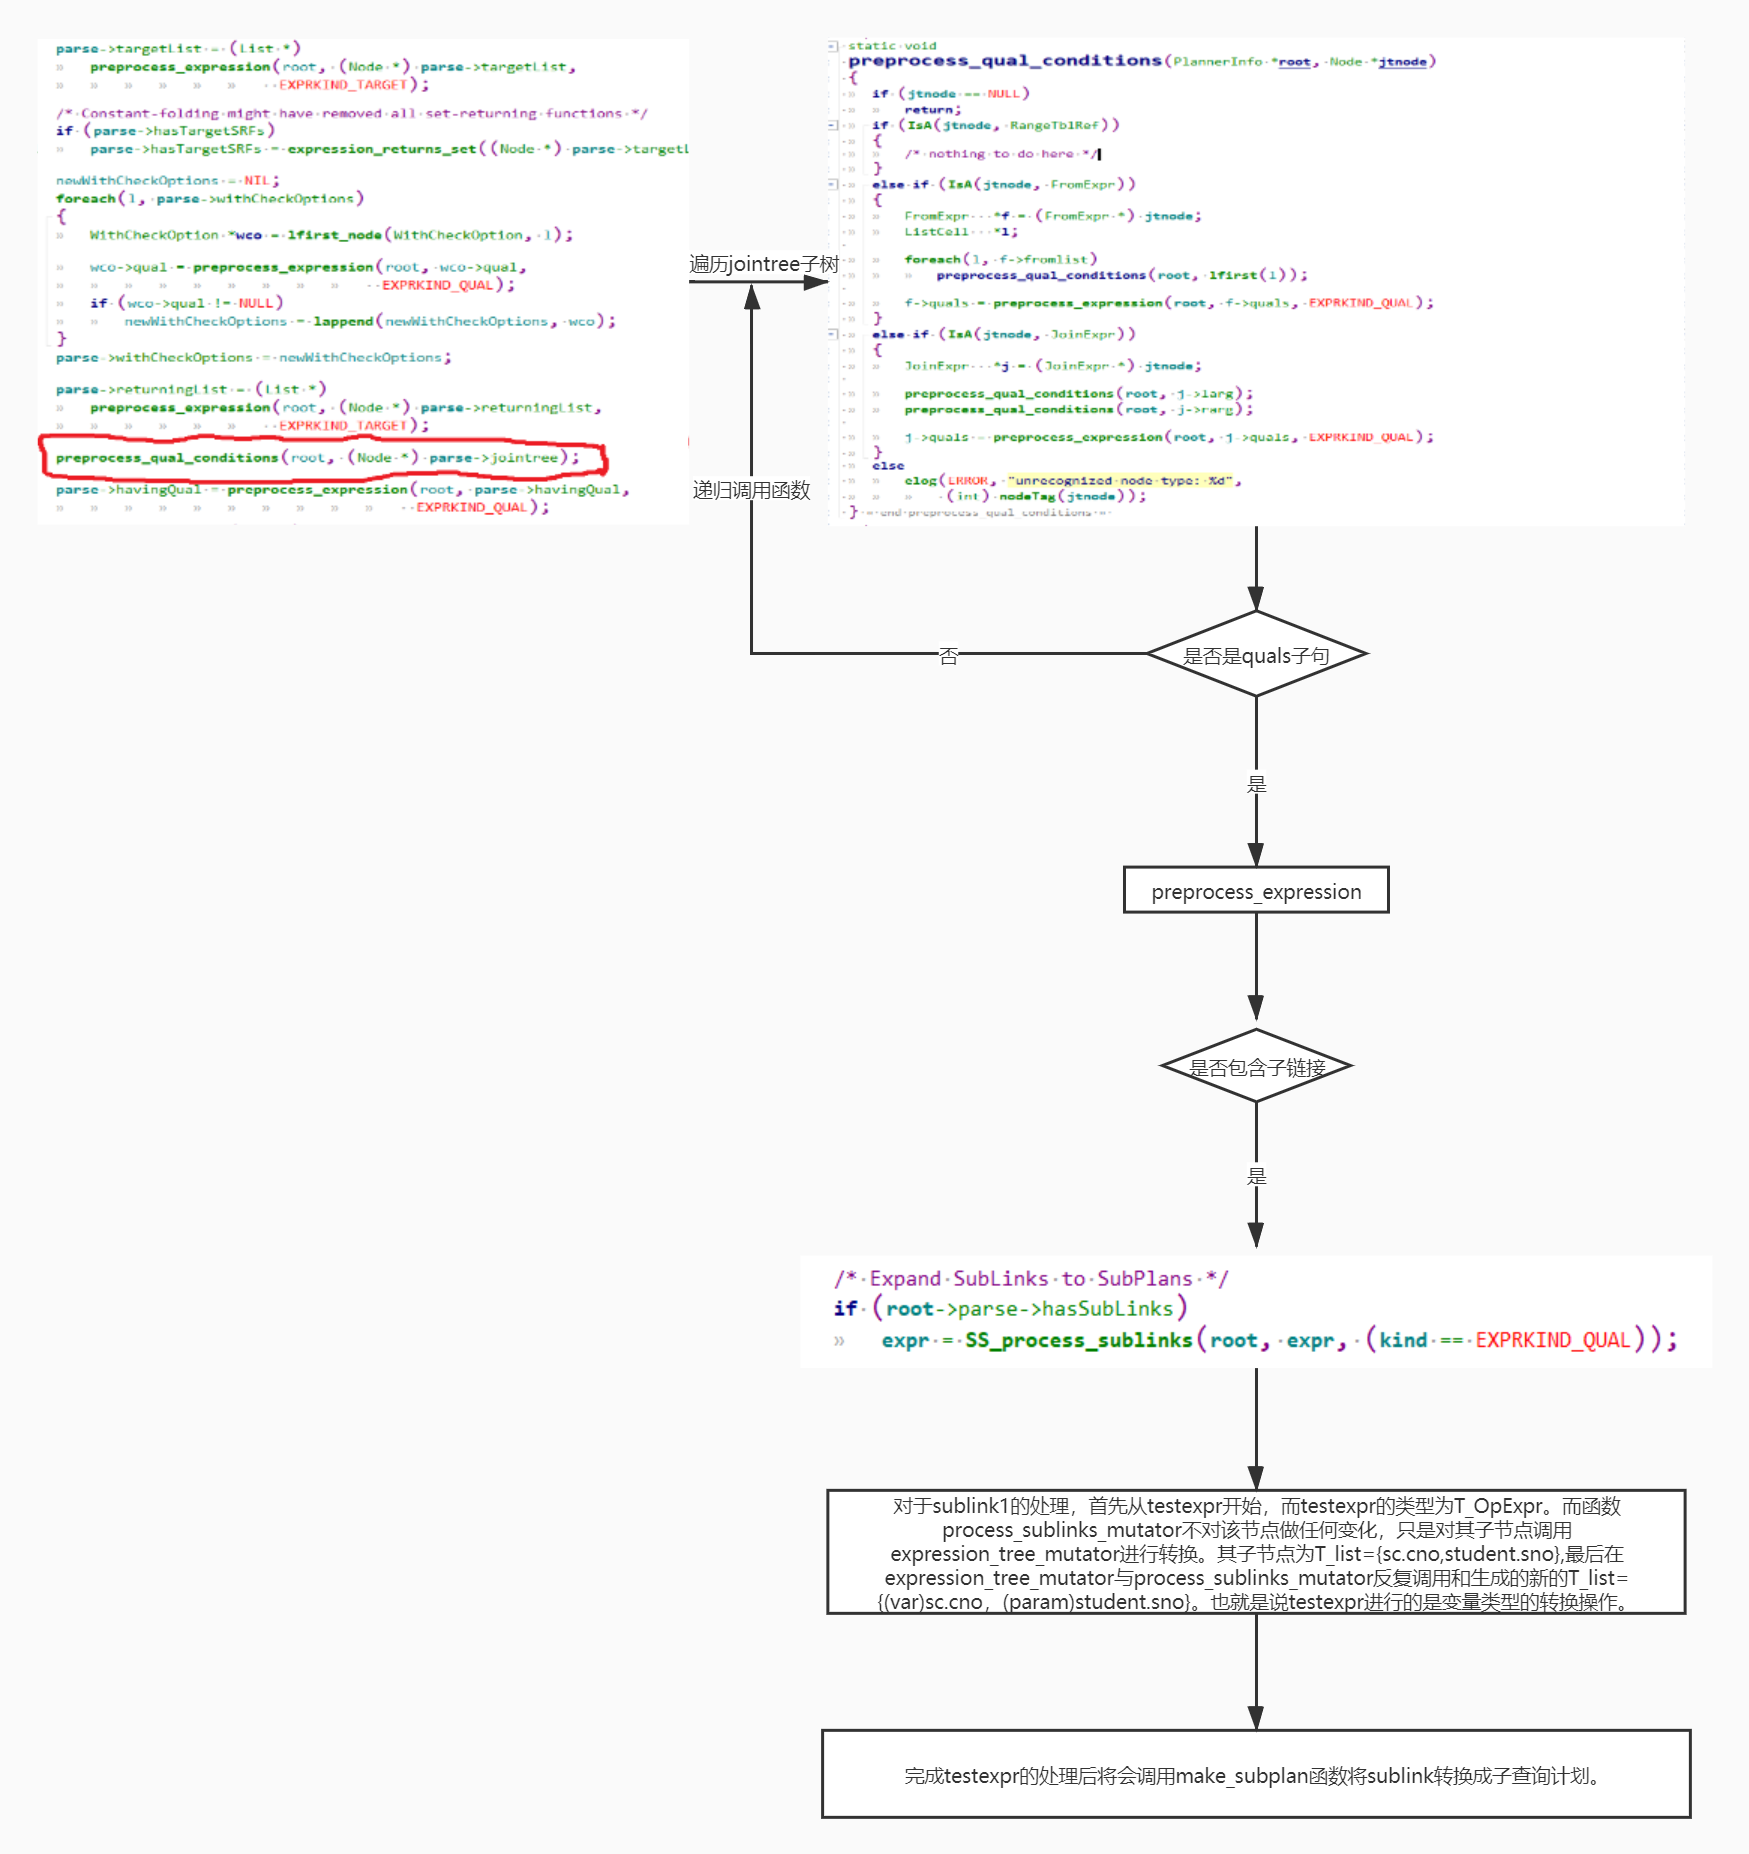 parse->targetList = (List *)
preprocess_expression(root, (Node *) parse->targetList,
EXPRKIND_TARGET);
/* Constant-folding might have removed all set-returning functions */
if (parse->hasTargetSRFs)
parse->hasTargetSRFs = expression_returns_set((Node *) parse->targetL
newWithCheckOptions = NIL;
foreach(l, parse->withCheckOptions)
{
WithCheckOption *wco = lfirst_node(WithCheckOption, l);
wco->qual = preprocess_expression(root, wco->qual,
EXPRKIND_QUAL);
if (wco->qual != NULL)
newWithCheckOptions = lappend(newWithCheckOptions, wco);
}
parse->withCheckOptions = newWithCheckOptions;
parse->returningList = (List *)
preprocess_expression(root, (Node *) parse->returningList,
EXPRKIND_TARGET);
preprocess_qual_conditions(root, (Node *) parse->jointree);
parse->havingQual = preprocess_expression(root, parse->havingQual,
EXPRKIND_QUAL);
遍历jointree子树
递归调用函数
static void
preprocess_qual_conditions(PlannerInfo *root, Node *jtnode)
{
if (jtnode == NULL)
return;
if (IsA(jtnode, RangeTblRef))
{
/* nothing to do here */
}
else if (IsA(jtnode, FromExpr))
{
FromExpr *f = (FromExpr *) jtnode;
ListCell *l;
foreach(l, f->fromlist)
preprocess_qual_conditions(root, lfirst(l));
f->quals = preprocess_expression(root, f->quals, EXPRKIND_QUAL);
}
else if (IsA(jtnode, JoinExpr))
{
JoinExpr *j = (JoinExpr *) jtnode;
preprocess_qual_conditions(root, j->larg);
preprocess_qual_conditions(root, j->rarg);
j->quals = preprocess_expression(root, j->quals, EXPRKIND_QUAL);
}
else
elog(ERROR, "unrecognized node type: %d",
(int) nodeTag(jtnode));
} = end preprocess_qual_conditions =
是否是quals子句
否
是
preprocess_expression
是否包含子链接
是
/* Expand SubLinks to SubPlans */
if (root->parse->hasSubLinks)
expr = SS_process_sublinks(root, expr, (kind == EXPRKIND_QUAL));
对于sublink1的处理，首先从testexpr开始，而testexpr的类型为T_OpExpr。而函数
process_sublinks_mutator不对该节点做任何变化，只是对其子节点调用
expression_tree_mutator进行转换。其子节点为T_list={sc.cno,student.sno},最后在
expression_tree_mutator与process_sublinks_mutator反复调用和生成的新的T_list=
{(var)sc.cno，(param)student.sno}。也就是说testexpr进行的是变量类型的转换操作。
完成testexpr的处理后将会调用make_subplan函数将sublink转换成子查询计划。